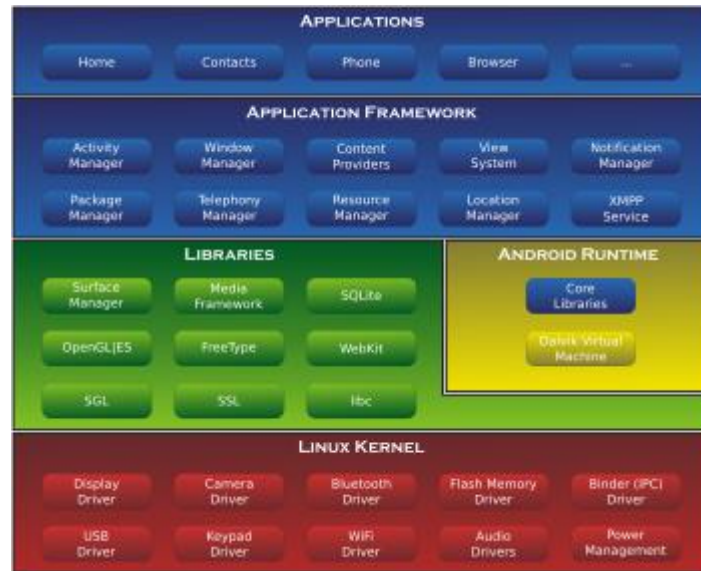 APPLICATIONS
Home Contacts Phone Browser ...
APPLICATION FRAMEWORK
Activity Manager
Window Manager
Content Providers
View System
Notification Manager
Package Manager
Telephony Manager
Resource Manager
Location Manager
XMPP Service
LIBRARIES
Surface Manager
Media Framework
SQLite
OpenGL|ES
FreeType
WebKit
SGL
SSL
libc
ANDROID RUNTIME
Core Libraries
Dalvik Virtual Machine
LINUX KERNEL
Display Driver
Camera Driver
Bluetooth Driver
Flash Memory Driver
Binder (IPC) Driver
USB Driver
Keypad Driver
WiFi Driver
Audio Drivers
Power Management